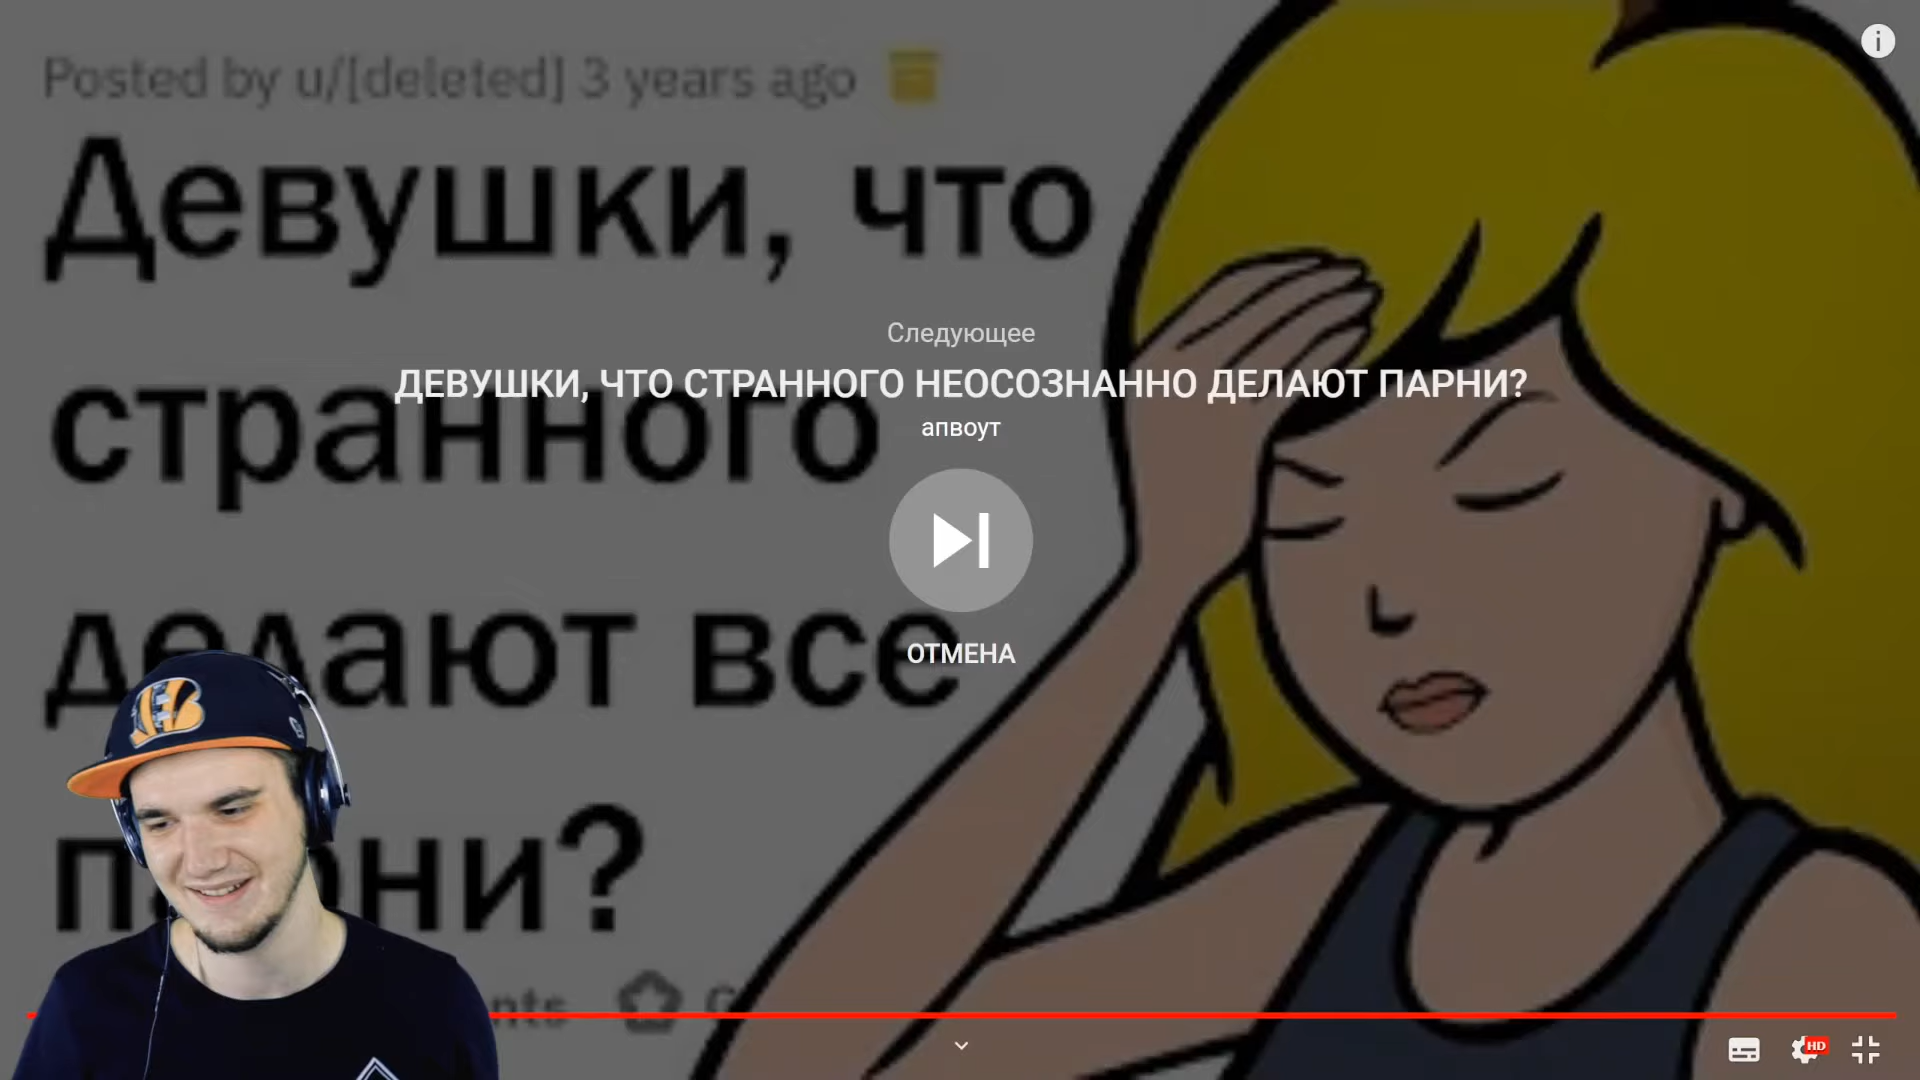 Posted by u/[deleted] 3 years ago
Девушки, что
Следующее
ДЕВУШКИ, ЧТО СТРАННОГО НЕОСОЗНАННО ДЕЛАЮТ ПАРНИ?
странного
апвоут
делают все
ОТМЕНА
парни?
HD